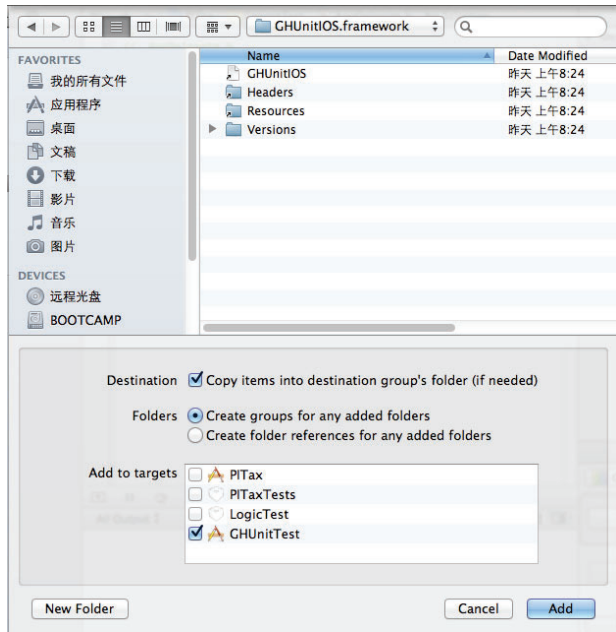 GHUnitIOS.framework
FAVORITES
我的所有文件
应用程序
桌面
文稿
下载
影片
音乐
图片
DEVICES
远程光盘
BOOTCAMP
Name Date Modified
GHUnitIOS 昨天 上午8:24
Headers 昨天 上午8:24
Resources 昨天 上午8:24
Versions 昨天 上午8:24
Destination Copy items into destination group's folder (if needed)
Folders Create groups for any added folders
Create folder references for any added folders
Add to targets PITax
PITaxTests
LogicTest
GHUnitTest
New Folder Cancel Add